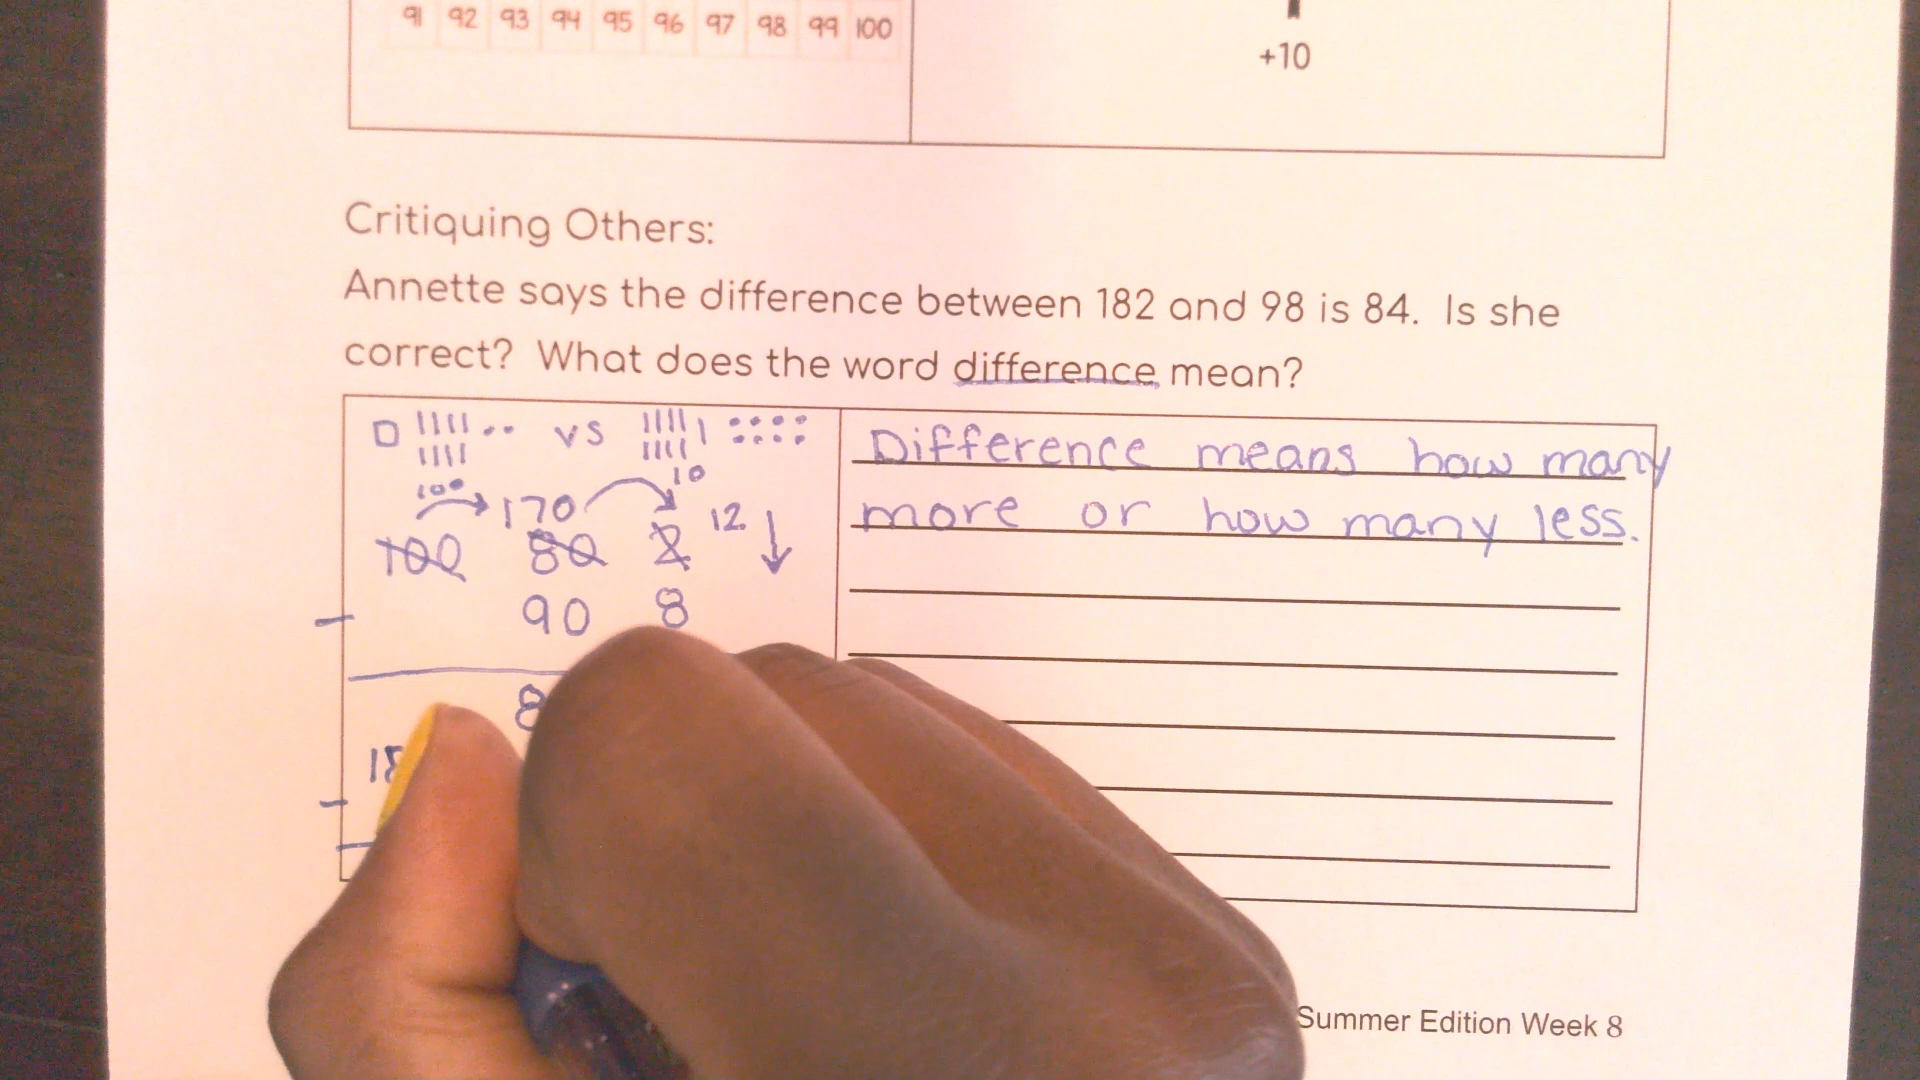 91 92 93 94 95 96 97 98 99 100
+10
Critiquing Others:
Annette says the difference between 182 and 98 is 84. Is she
correct? What does the word difference mean?
vs
10
100
170
12
100 80 2
- 90 8
8
-
Difference means how many
more or how many less.
Summer Edition Week 8